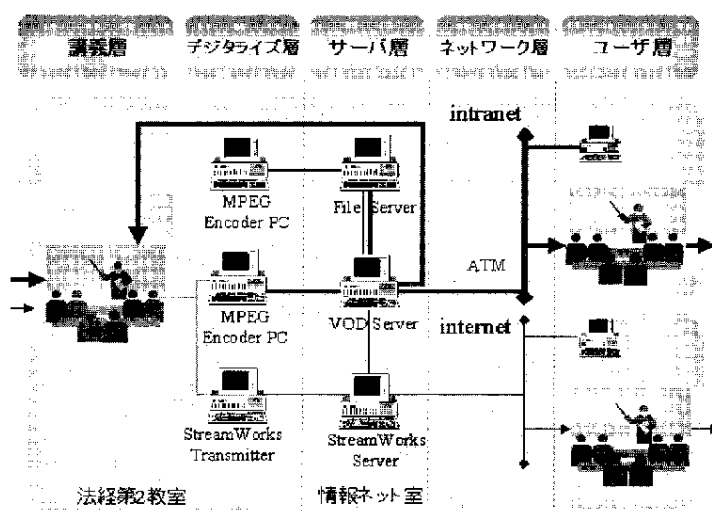 講義層
デジタライズ層
サーバ層
ネットワーク層
ユーザ層
intranet
MPEG
Encoder PC
File Server
ATM
MPEG
Encoder PC
VOD Server
internet
StreamWorks
Transmitter
StreamWorks
Server
法経第2教室
情報ネット室